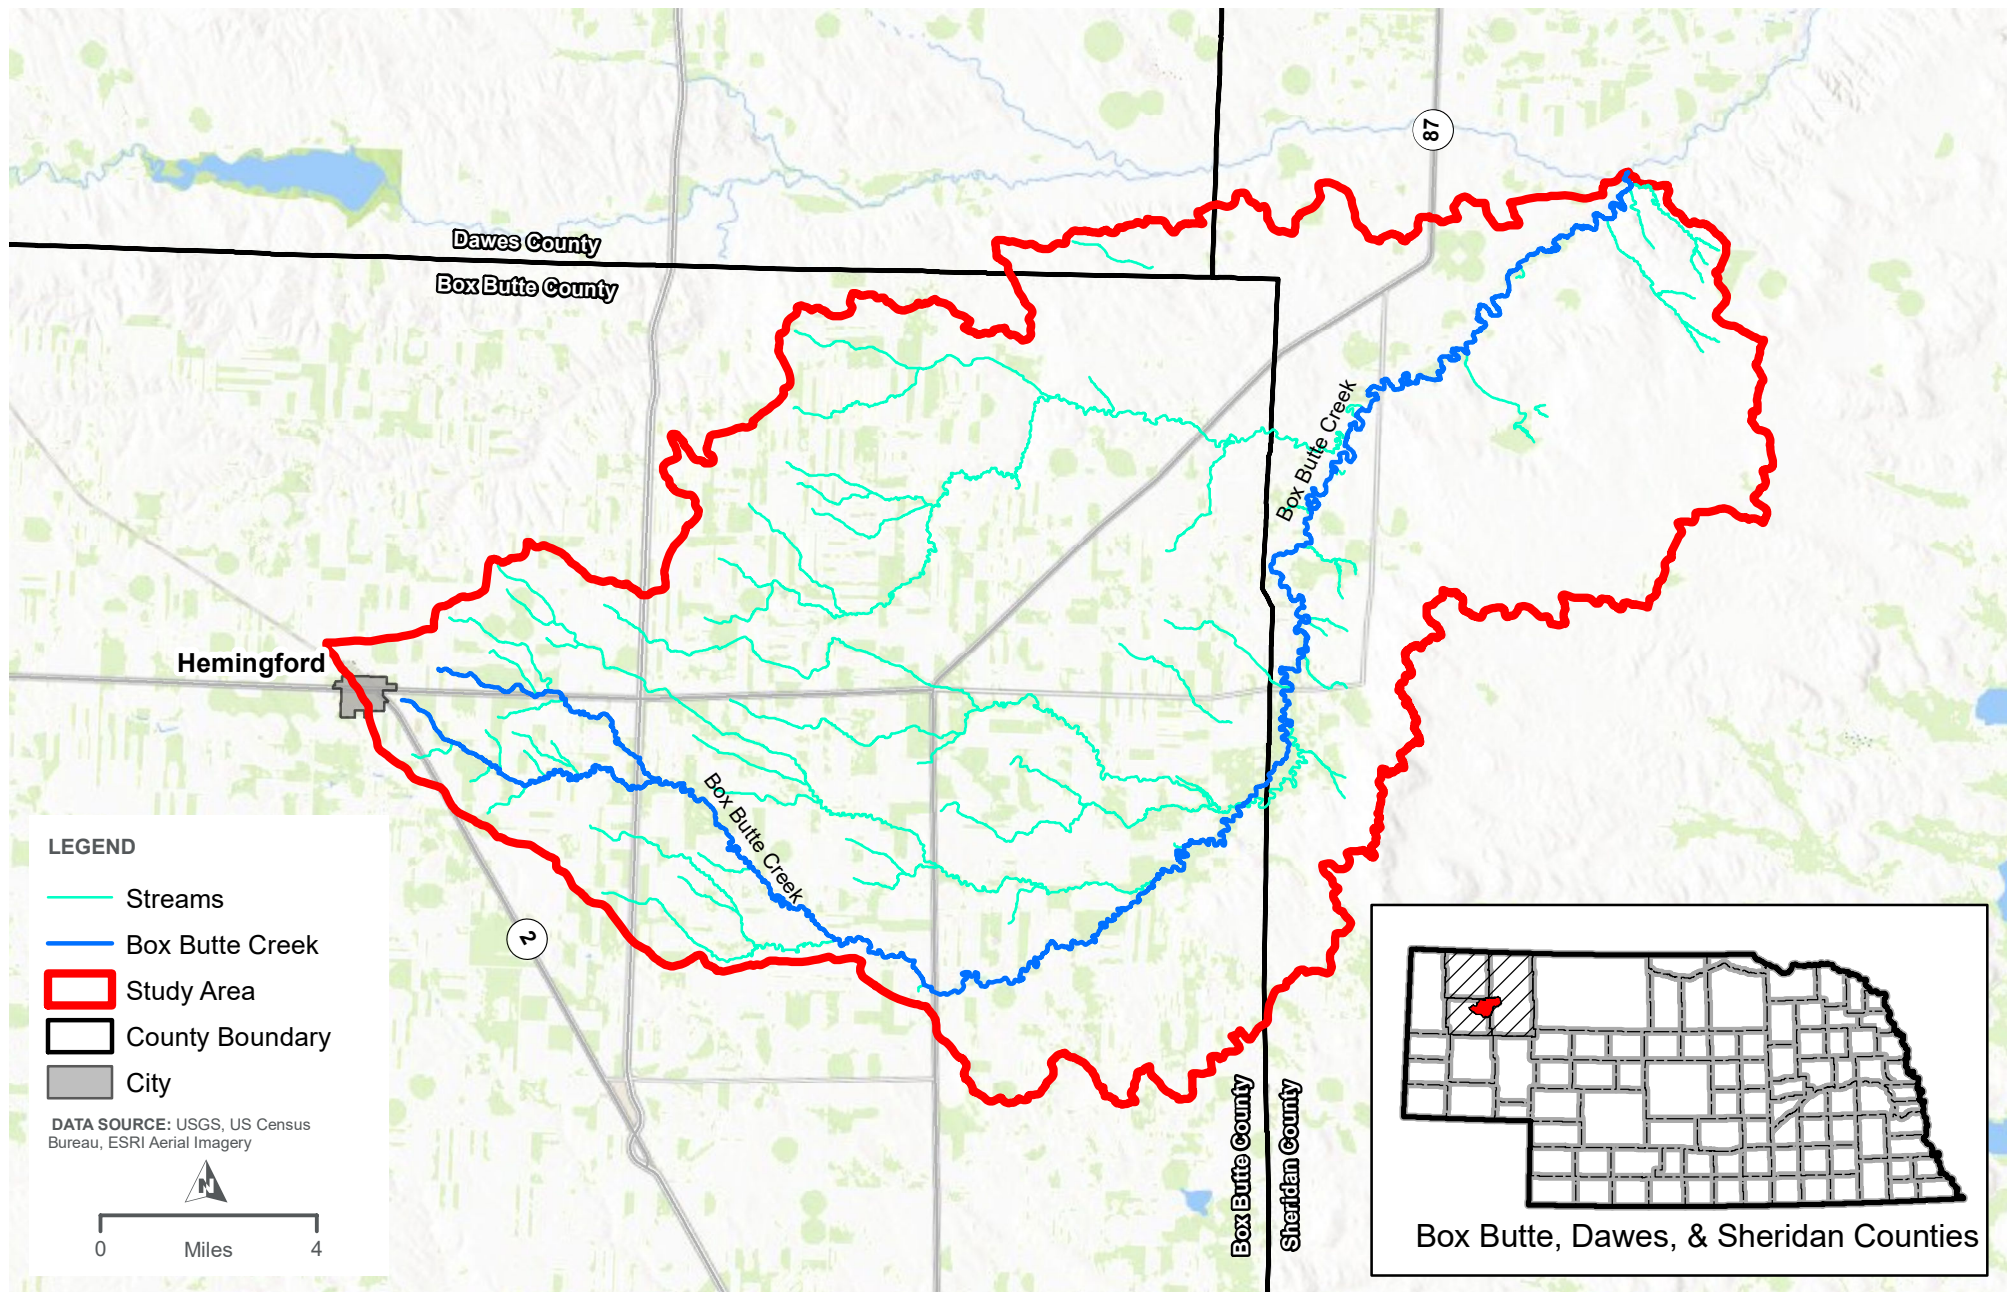 87
Dawes County
Box Butte County
Box Butte Creek
Hemingford
Box Butte Creek
2
LEGEND
Streams
Box Butte Creek
Study Area
County Boundary
City
DATA SOURCE: USGS, US Census
Bureau, ESRI Aerial Imagery
N
0 Miles 4
Box Butte County
Sheridan County
Box Butte, Dawes, & Sheridan Counties